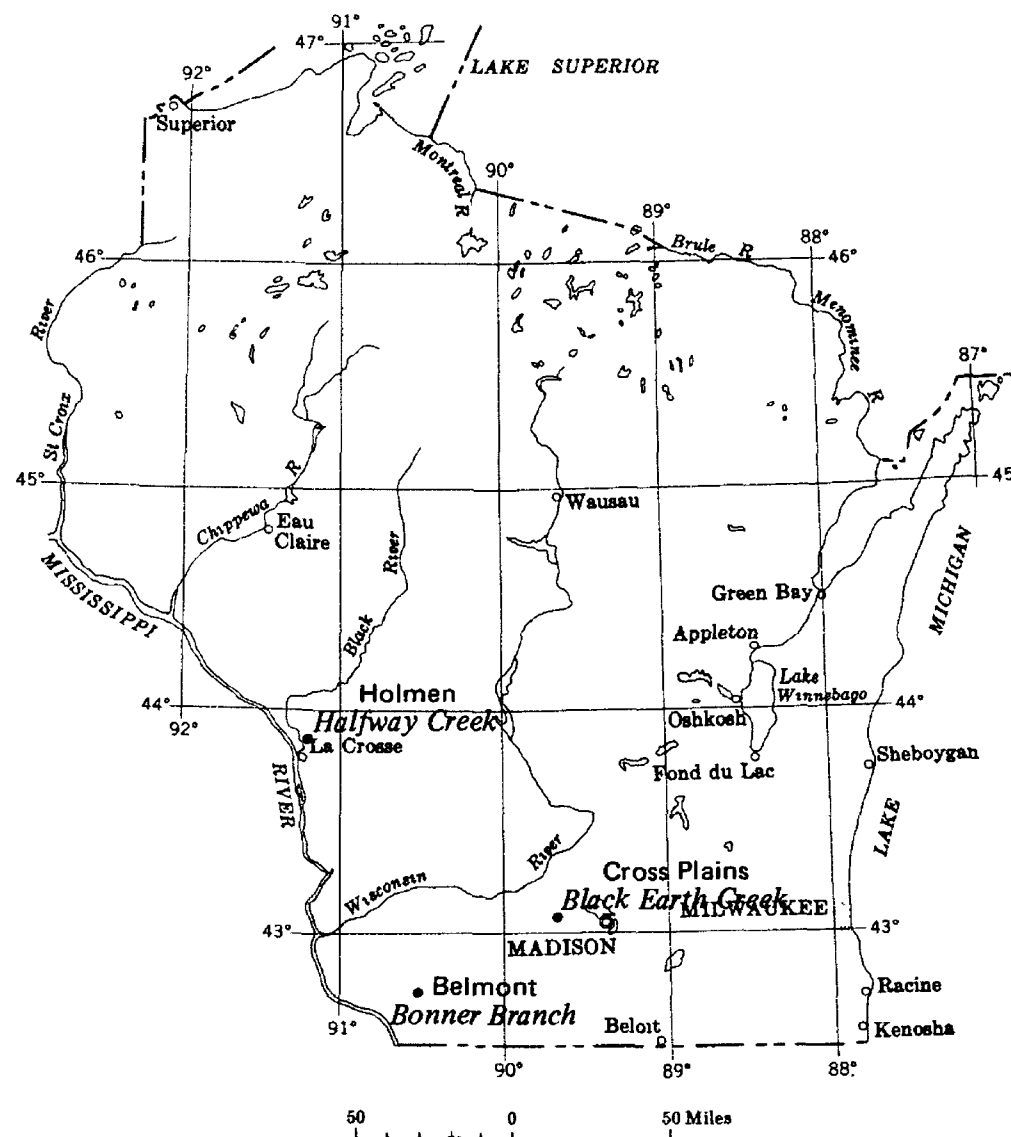 91°
47°
LAKE SUPERIOR
92°
Superior
Montreal R
90°
89°
88°
46°
Brule R
46°
River
Menominee R
87°
St Croix
45°
45°
Chippewa R
Wausau
Eau
Claire
River
MISSISSIPPI
MICHIGAN
Green Bay
Black
Appleton
Lake
Winnebago
Holmen
44°
Halfway Creek
Oshkosh
44°
92°
La Crosse
Fond du Lac
Sheboygan
RIVER
LAKE
River
Cross Plains
Wisconsin
Black Earth Creek
MILWAUKEE
43°
MADISON
43°
Belmont
Racine
Bonner Branch
91°
Beloit
Kenosha
90°
89°
88°
50 0 50 Miles